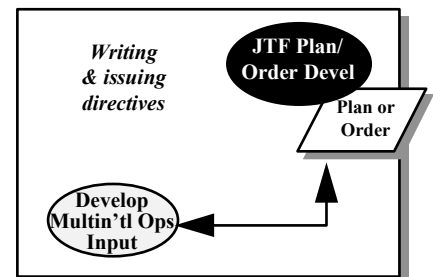 Writing
& issuing
directives
JTF Plan/
Order Devel
Plan or
Order
Develop
Multin'tl Ops
Input